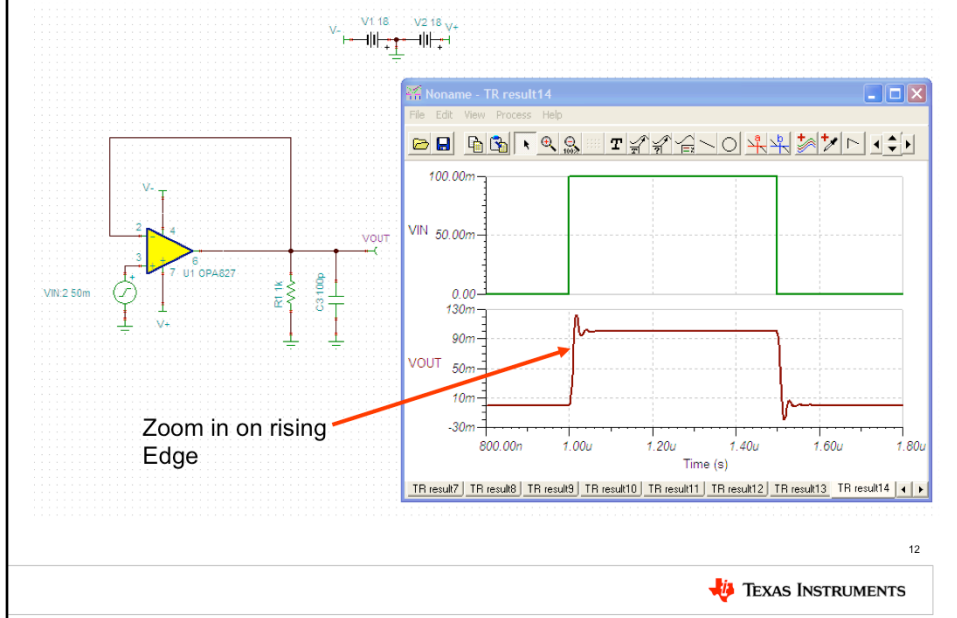 V- V1 18 V2 18 V+
+ +
Noname - TR result14
File Edit View Process Help
T
a b
100%
100.00m
VIN 50.00m
0.00
130m
90m
VOUT 50m
10m
-30m
800.00n 1.00u 1.20u 1.40u 1.60u 1.80u
Time (s)
TR result7 TR result8 TR result9 TR result10 TR result11 TR result12 TR result13 TR result14
V-
2 4
- 
3 + + 6
7 U1 OPA827
VOUT
VIN:2 50m
+
V+
R1 1k
C3 100p
Zoom in on rising
Edge
12
TEXAS INSTRUMENTS